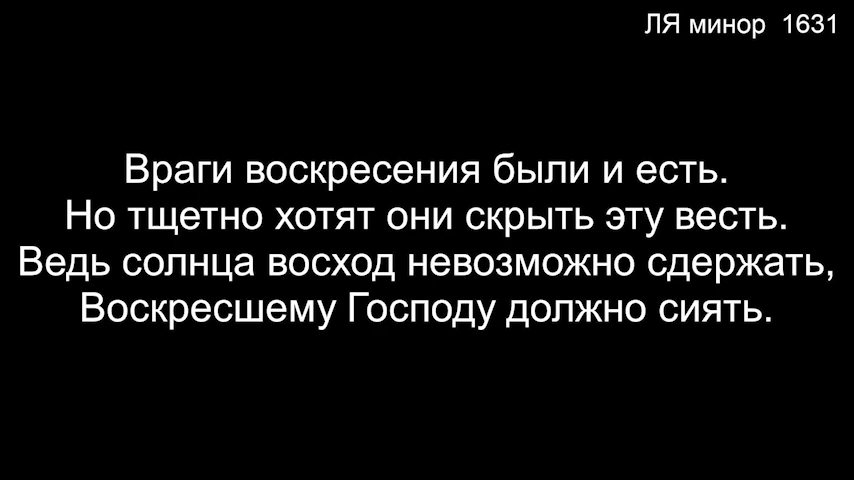 ЛЯ минор 1631
Враги воскресения были и есть.
Но тщетно хотят они скрыть эту весть.
Ведь солнца восход невозможно сдержать,
Воскресшему Господу должно сиять.